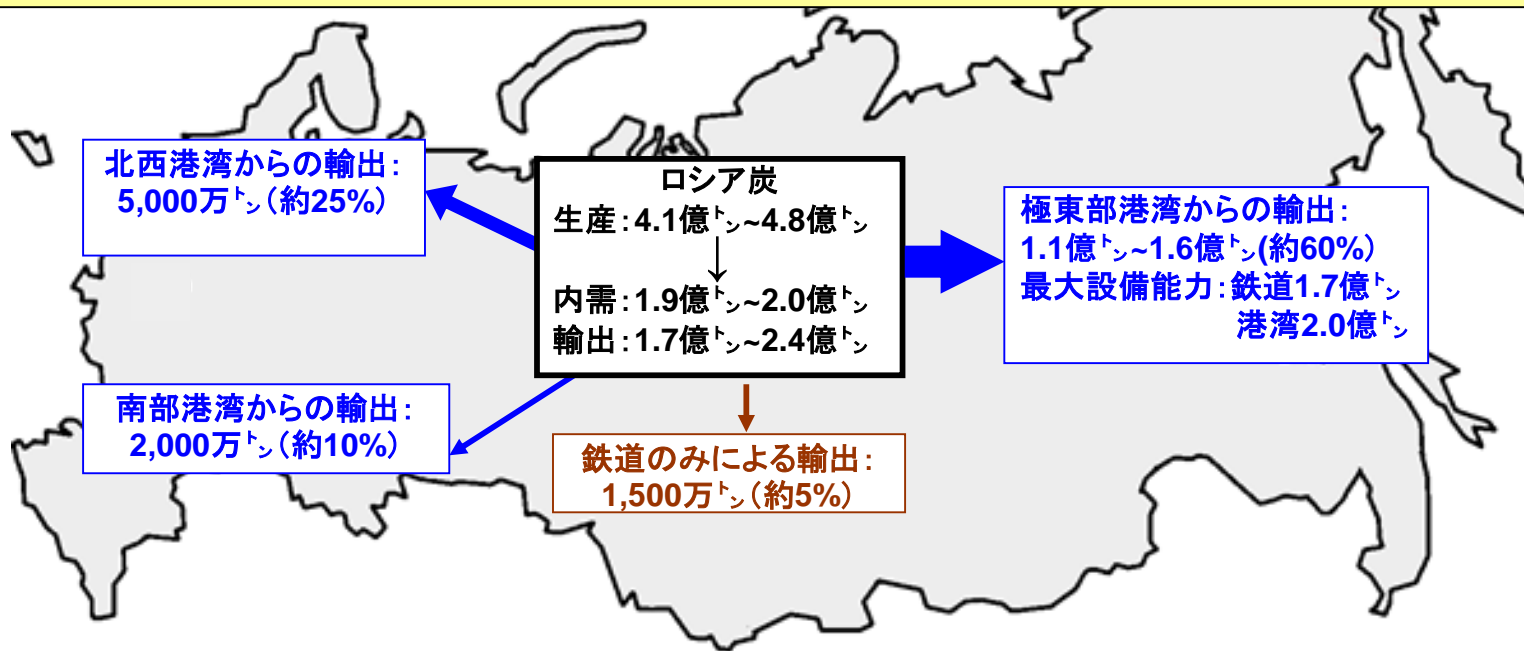 北西港湾からの輸出：
5,000万㌧（約25%）
ロシア炭
生産：4.1億㌧~4.8億㌧
↓
内需：1.9億㌧~2.0億㌧
輸出：1.7億㌧~2.4億㌧
極東部港湾からの輸出：
1.1億㌧~1.6億㌧(約60%）
最大設備能力：鉄道1.7億㌧
港湾2.0億㌧
南部港湾からの輸出：
2,000万㌧（約10%）
鉄道のみによる輸出：
1,500万㌧（約5%）